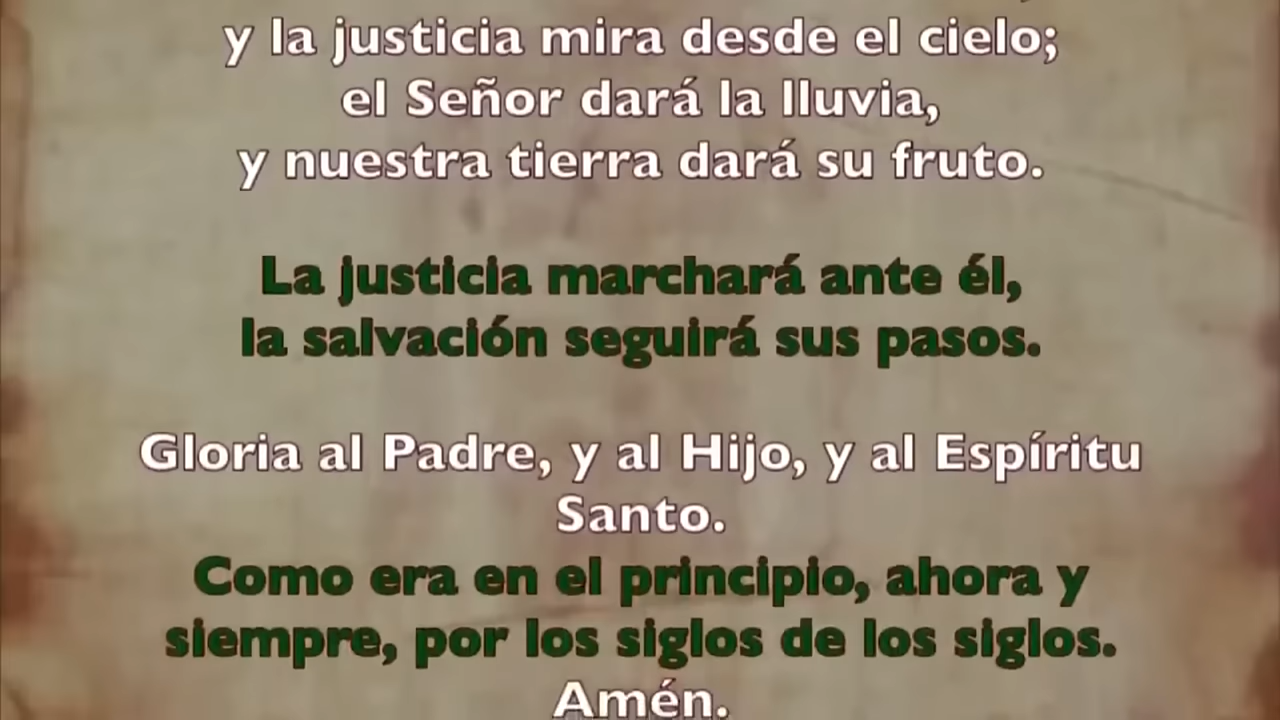 y la justicia mira desde el cielo;
el Señor dará la lluvia,
y nuestra tierra dará su fruto.
La justicia marchará ante él,
la salvación seguirá sus pasos.
Gloria al Padre, y al Hijo, y al Espíritu
Santo.
Como era en el principio, ahora y
siempre, por los siglos de los siglos.
Amén.